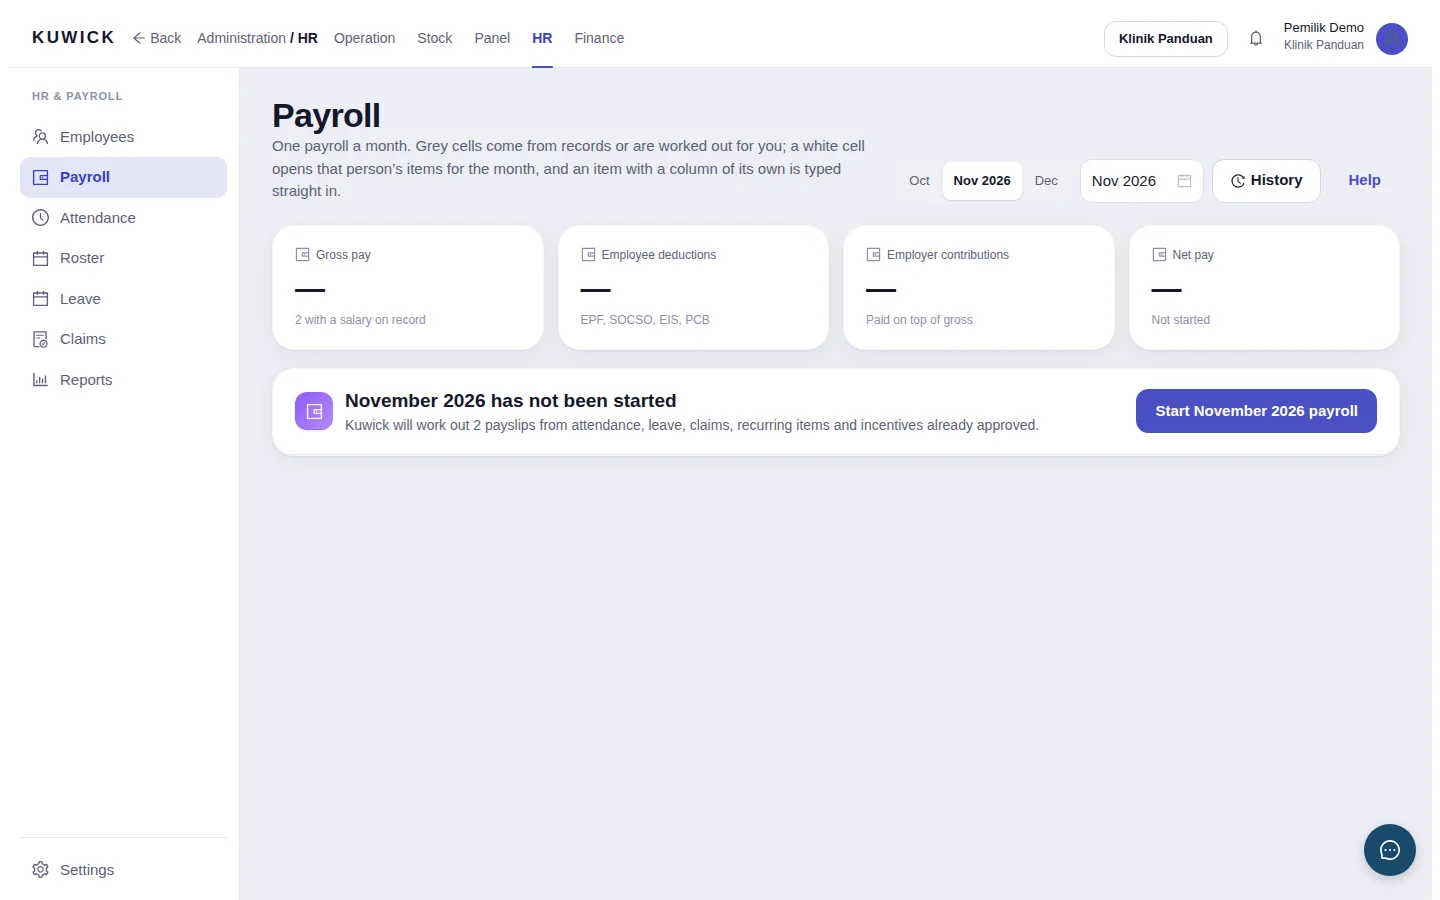 KUWICK
Back
Administration / HR
Operation
Stock
Panel
HR
Finance
Klinik Panduan
Pemilik Demo
Klinik Panduan
HR & PAYROLL
Employees
Payroll
Attendance
Roster
Leave
Claims
Reports
Settings
Payroll
One payroll a month. Grey cells come from records or are worked out for you; a white cell
opens that person's items for the month, and an item with a column of its own is typed
straight in.
Oct
Nov 2026
Dec
Nov 2026
History
Help
Gross pay
—
2 with a salary on record
Employee deductions
—
EPF, SOCSO, EIS, PCB
Employer contributions
—
Paid on top of gross
Net pay
—
Not started
November 2026 has not been started
Kuwick will work out 2 payslips from attendance, leave, claims, recurring items and incentives already approved.
Start November 2026 payroll